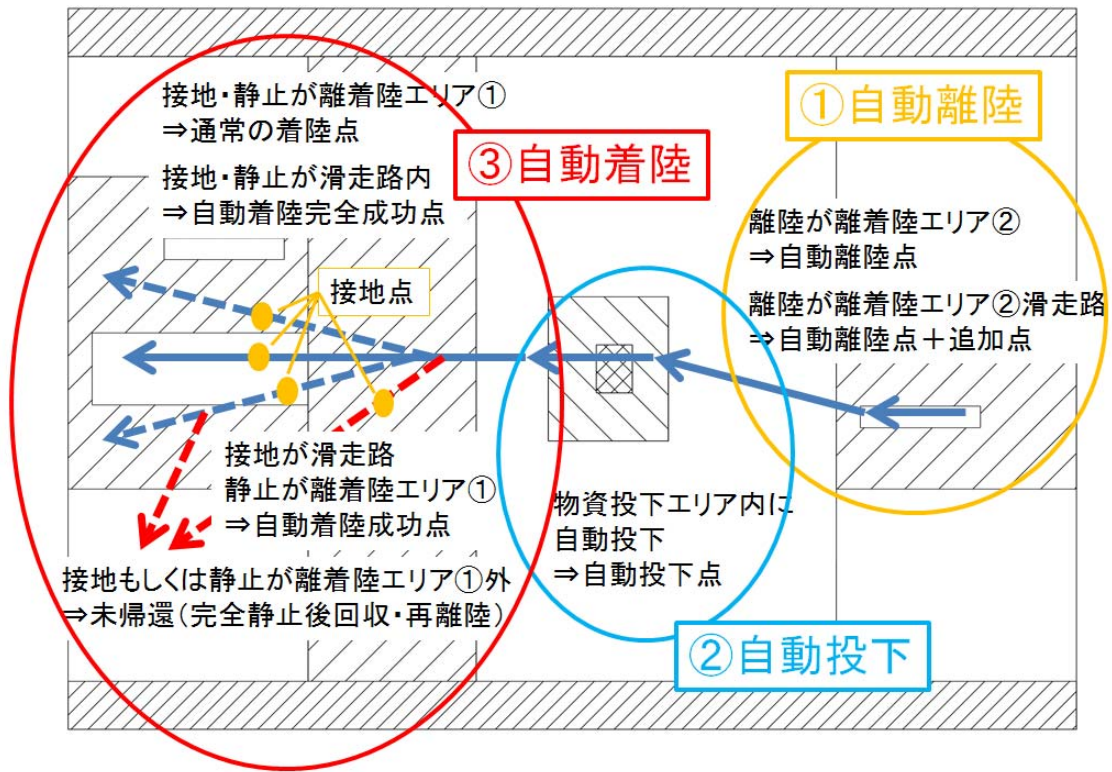 ①自動離陸
離陸が離着陸エリア②
⇒自動離陸点
離陸が離着陸エリア②滑走路
⇒自動離陸点＋追加点
②自動投下
物資投下エリア内に
自動投下
⇒自動投下点
③自動着陸
接地・静止が離着陸エリア①
⇒通常の着陸点
接地・静止が滑走路内
⇒自動着陸完全成功点
接地点
接地が滑走路
静止が離着陸エリア①
⇒自動着陸成功点
接地もしくは静止が離着陸エリア①外
⇒未帰還（完全静止後回収・再離陸）